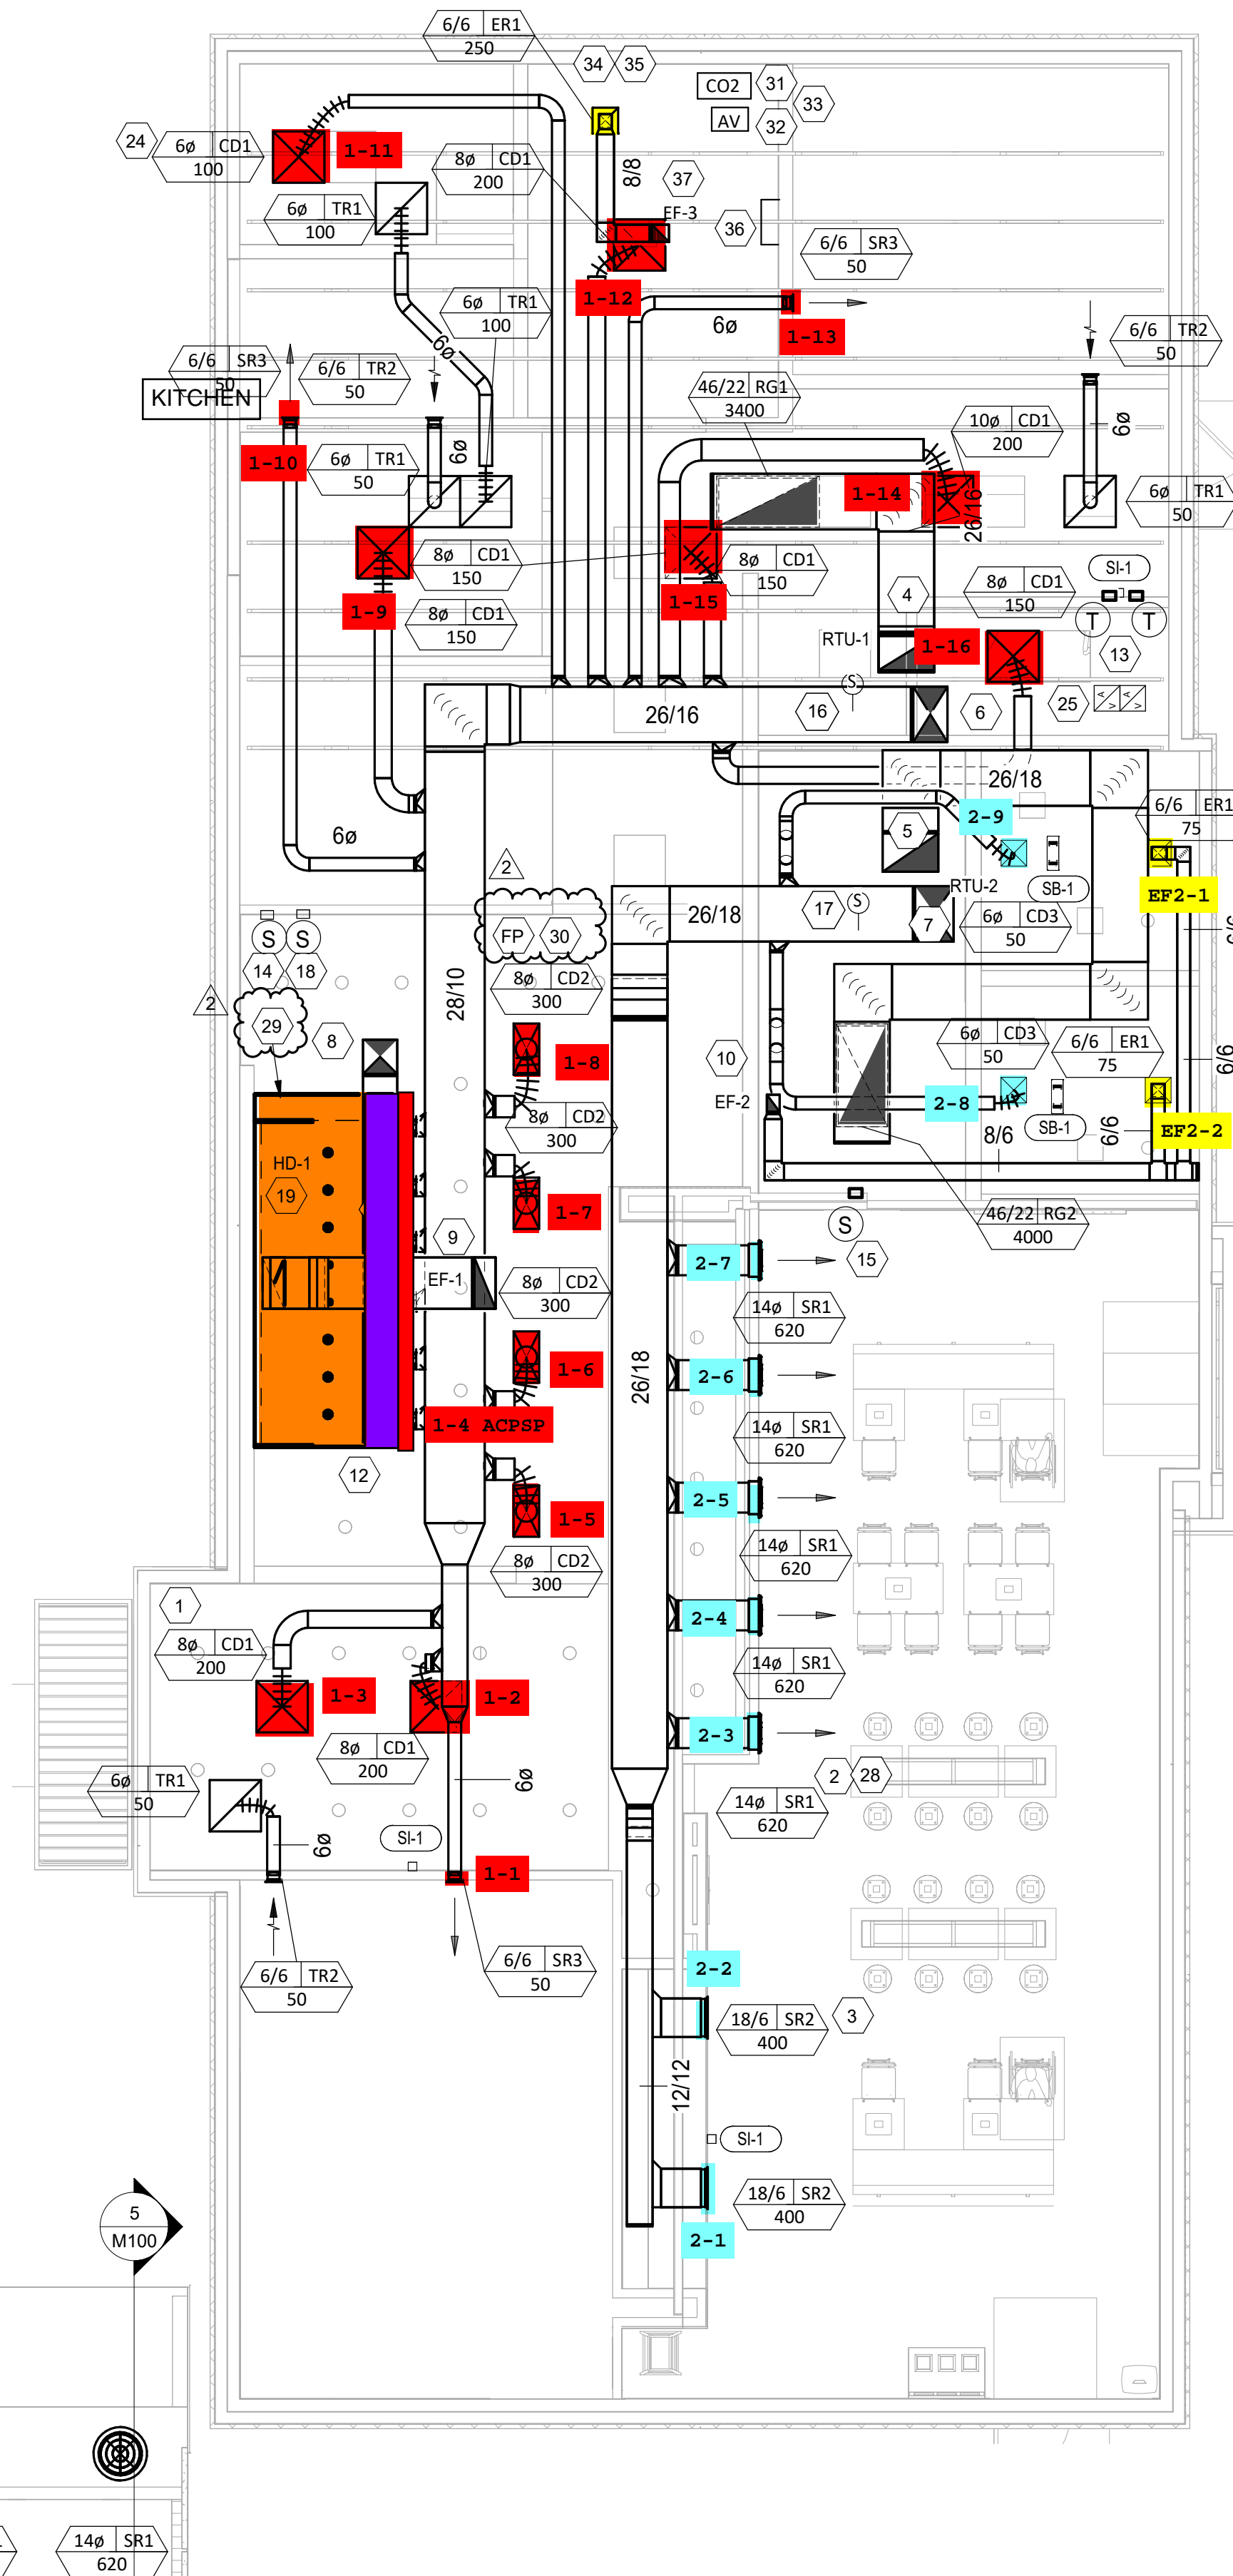 6/6 ER1
250
34
35
CO2
31
33
AV
32
24
6ø CD1
100
1-11
8ø CD1
200
8/8
37
EF-3
36
6ø TR1
100
6/6 SR3
50
1-12
6ø TR1
100
6ø
1-13
6/6 TR2
50
6ø
6/6 SR3
50
6/6 TR2
50
KITCHEN
46/22 RG1
3400
10ø CD1
200
6ø
6ø
1-10
6ø TR1
50
1-14
26/16
6ø TR1
50
8ø CD1
150
8ø CD1
150
SI-1
1-9
8ø CD1
150
1-15
4
8ø CD1
150
T
T
RTU-1
1-16
13
S
26/16
16
6
25
26/18
6ø
2-9
5
6/6 ER1
75
2
RTU-2
SB-1
EF2-1
26/18
17
S
7
6ø CD3
50
6/6
S
S
FP
30
14
18
8ø CD2
300
28/10
2
29
8
6ø CD3
50
6/6 ER1
75
1-8
10
6/6
EF-2
2-8
8ø CD2
300
SB-1
6/6
EF2-2
8/6
HD-1
19
1-7
46/22 RG2
4000
S
9
2-7
15
EF-1
8ø CD2
300
14ø SR1
620
26/18
1-6
2-6
1-4 ACPSP
14ø SR1
620
12
2-5
1-5
14ø SR1
620
8ø CD2
300
1
2-4
8ø CD1
200
14ø SR1
620
1-3
1-2
2-3
8ø CD1
200
6ø TR1
50
6ø
2
28
14ø SR1
620
6ø
SI-1
1-1
6/6 TR2
50
6/6 SR3
50
2-2
18/6 SR2
400
3
12/12
SI-1
18/6 SR2
400
5
M100
2-1
14ø SR1
620